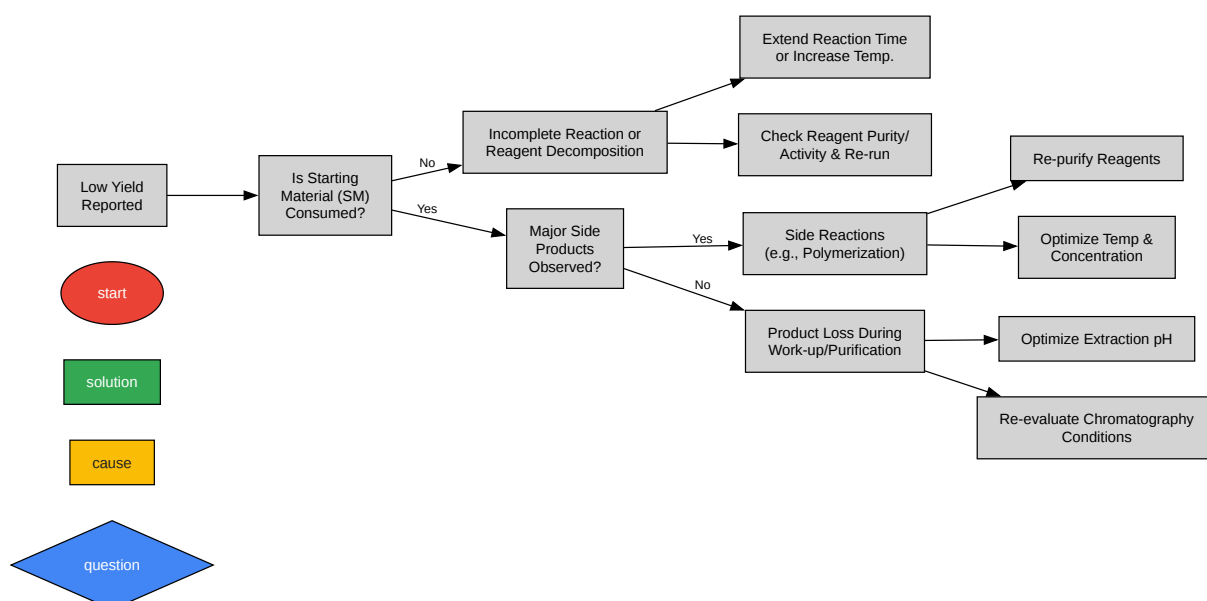 Extend Reaction Time
or Increase Temp.
Incomplete Reaction or
Reagent Decomposition
Check Reagent Purity/
Activity & Re-run
Re-purify Reagents
No
Low Yield
Reported
Is Starting
Material (SM)
Consumed?
Yes
Major Side
Products
Observed?
Yes
Side Reactions
(e.g., Polymerization)
Optimize Temp &
Concentration
No
start
Product Loss During
Work-up/Purification
Optimize Extraction pH
solution
Re-evaluate Chromatography
Conditions
cause
question